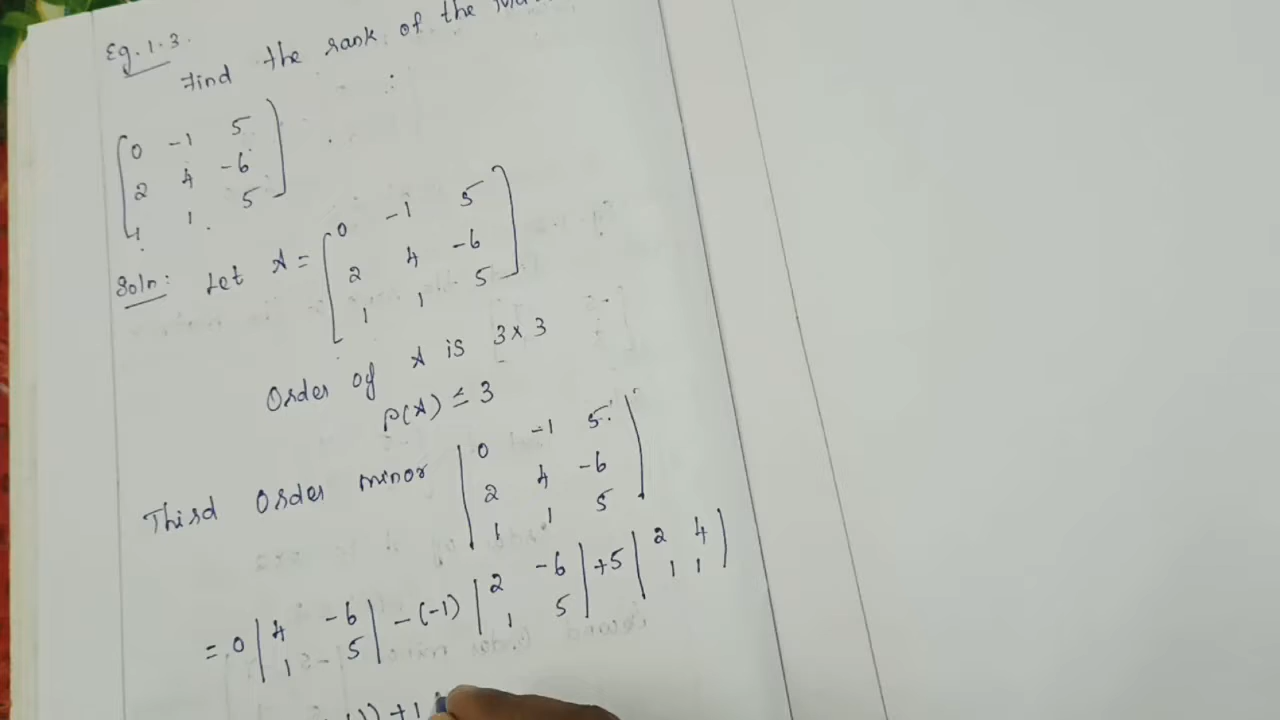 Eg. 1.3.
Find the rank of the
0 -1 5
2 4 -6
1 1 5
Soln: Let A = 0 -1 5
2 4 -6
1 1 5
Order of A is 3×3
ρ(A) ≤ 3
Third Order minor | 0 -1 5 |
2 4 -6
1 1 5
= 0 | 4 -6 | - (-1) | 2 -6 | + 5 | 2 4 |
1 5 1 5 1 1
1)) + 1